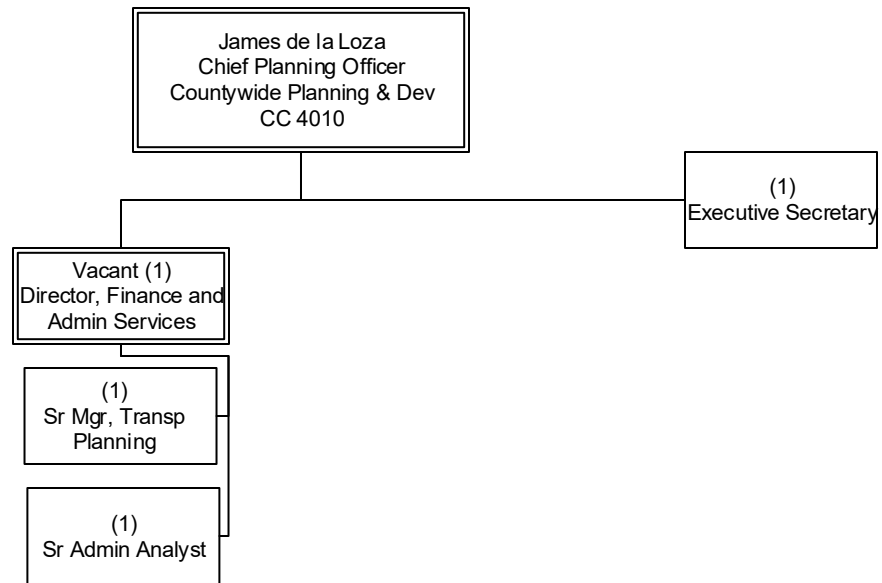 James de la Loza
Chief Planning Officer
Countywide Planning & Dev
CC 4010
(1)
Executive Secretary
Vacant (1)
Director, Finance and
Admin Services
(1)
Sr Mgr, Transp
Planning
(1)
Sr Admin Analyst